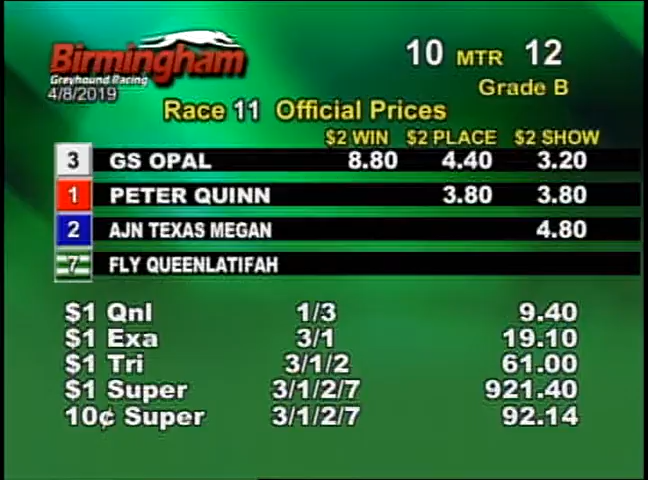 Birmingham
Greyhound Racing
4/8/2019
10 MTR 12
Grade B
Race 11 Official Prices
$2 WIN $2 PLACE $2 SHOW
3 GS OPAL 8.80 4.40 3.20
1 PETER QUINN 3.80 3.80
2 AJN TEXAS MEGAN 4.80
7 FLY QUEENLATIFAH
$1 Qnl 1/3 9.40
$1 Exa 3/1 19.10
$1 Tri 3/1/2 61.00
$1 Super 3/1/2/7 921.40
10¢ Super 3/1/2/7 92.14